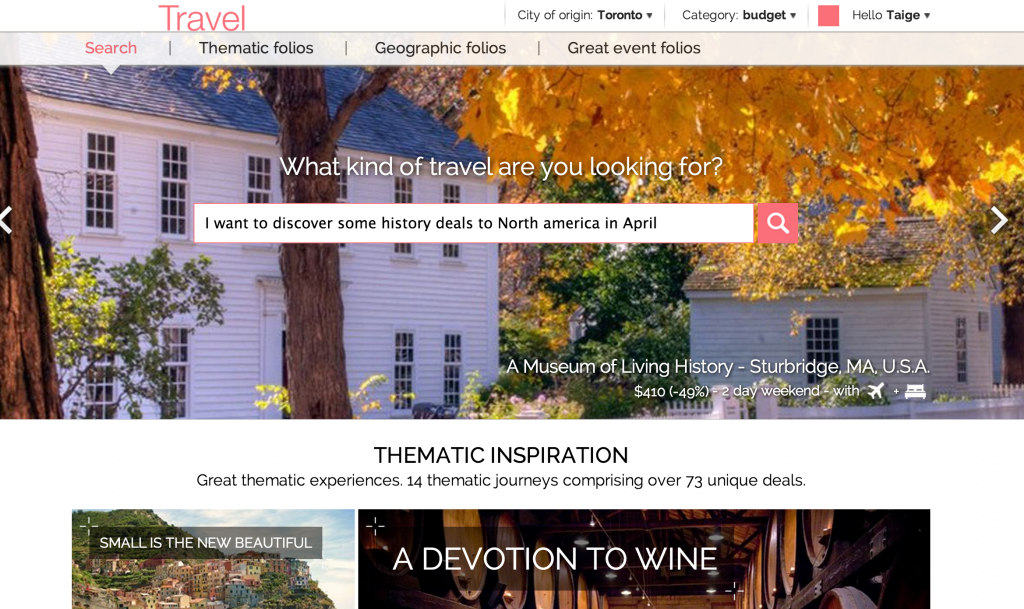 Travel
City of origin: Toronto ▾
Category: budget ▾
Hello Taige ▾
Search | Thematic folios | Geographic folios | Great event folios
What kind of travel are you looking for?
I want to discover some history deals to North america in April
A Museum of Living History - Sturbridge, MA, U.S.A.
$410 (-49%) - 2 day weekend - with +
THEMATIC INSPIRATION
Great thematic experiences. 14 thematic journeys comprising over 73 unique deals.
SMALL IS THE NEW BEAUTIFUL
A DEVOTION TO WINE